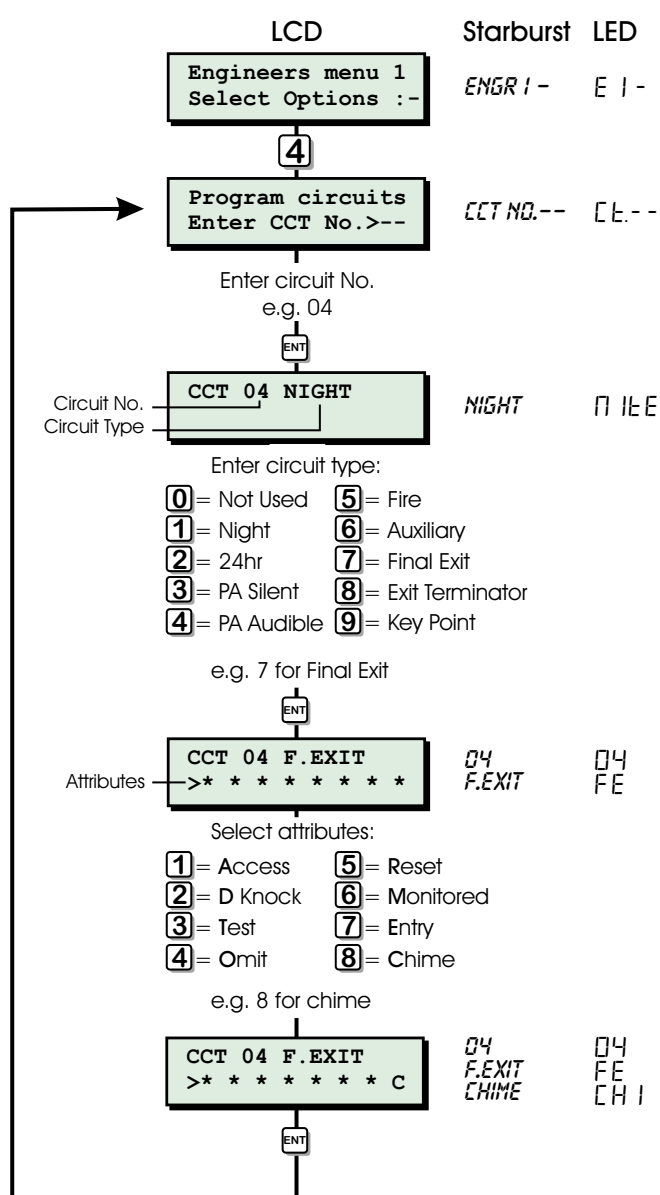 LCD Starburst LED
Engineers menu 1
Select Options :-
ENGR 1 - E 1 -
4
Program circuits
Enter CCT No.>--
CCT NO.-- Ct.--
Enter circuit No.
e.g. 04
ENT
CCT 04 NIGHT
Circuit No.
Circuit Type
NIGHT NItE
Enter circuit type:
0 = Not Used 5 = Fire
1 = Night 6 = Auxiliary
2 = 24hr 7 = Final Exit
3 = PA Silent 8 = Exit Terminator
4 = PA Audible 9 = Key Point
e.g. 7 for Final Exit
ENT
CCT 04 F.EXIT
Attributes >* * * * * * * *
04 04
F.EXIT FE
Select attributes:
1 = Access 5 = Reset
2 = D Knock 6 = Monitored
3 = Test 7 = Entry
4 = Omit 8 = Chime
e.g. 8 for chime
CCT 04 F.EXIT
>* * * * * * * C
04 04
F.EXIT FE
CHIME CHI
ENT